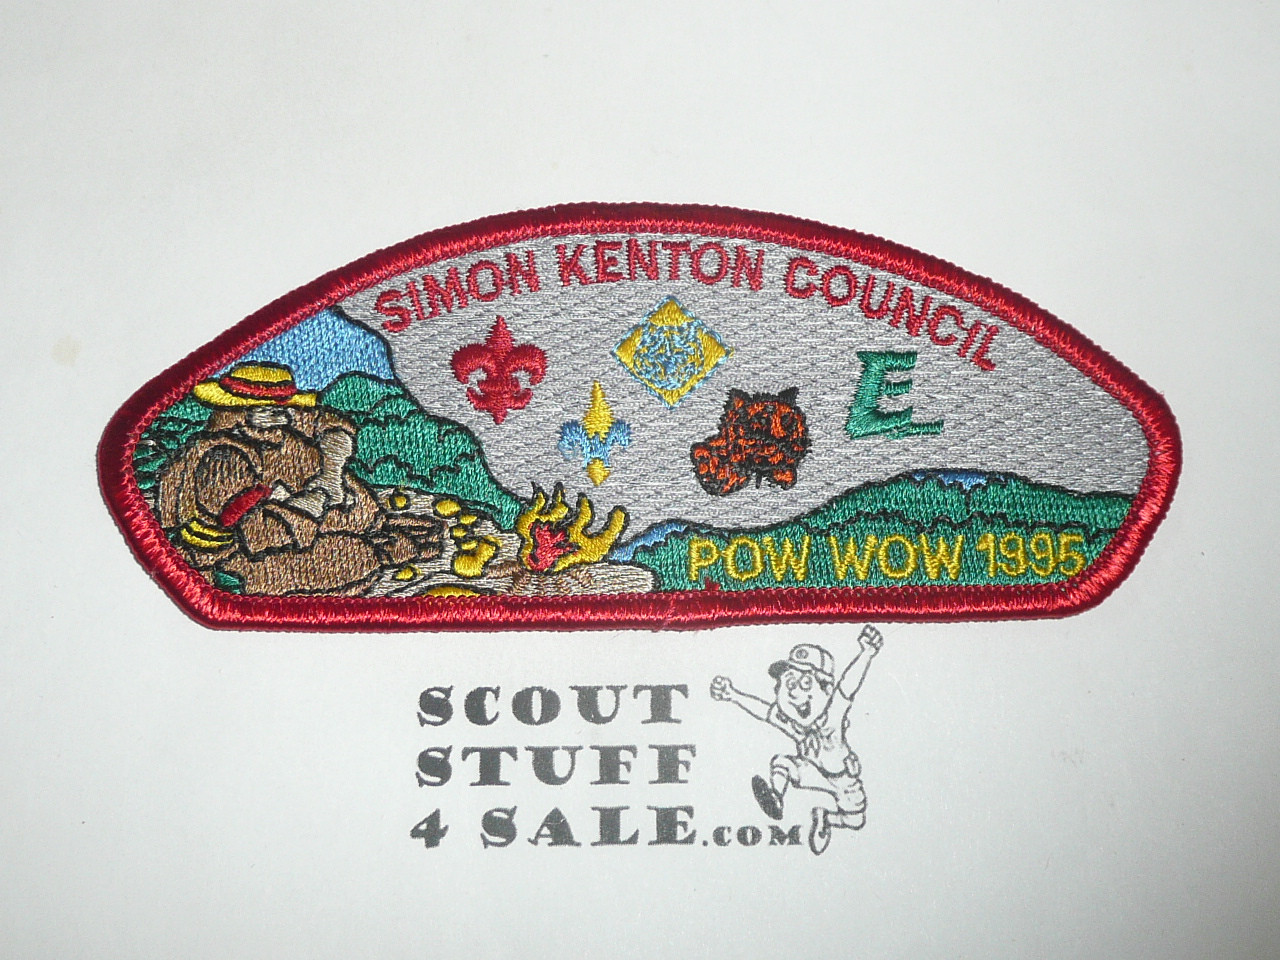 SIMON KENTON COUNCIL
E
POW WOW 1995
SCOUT
STUFF
4 SALE.COM